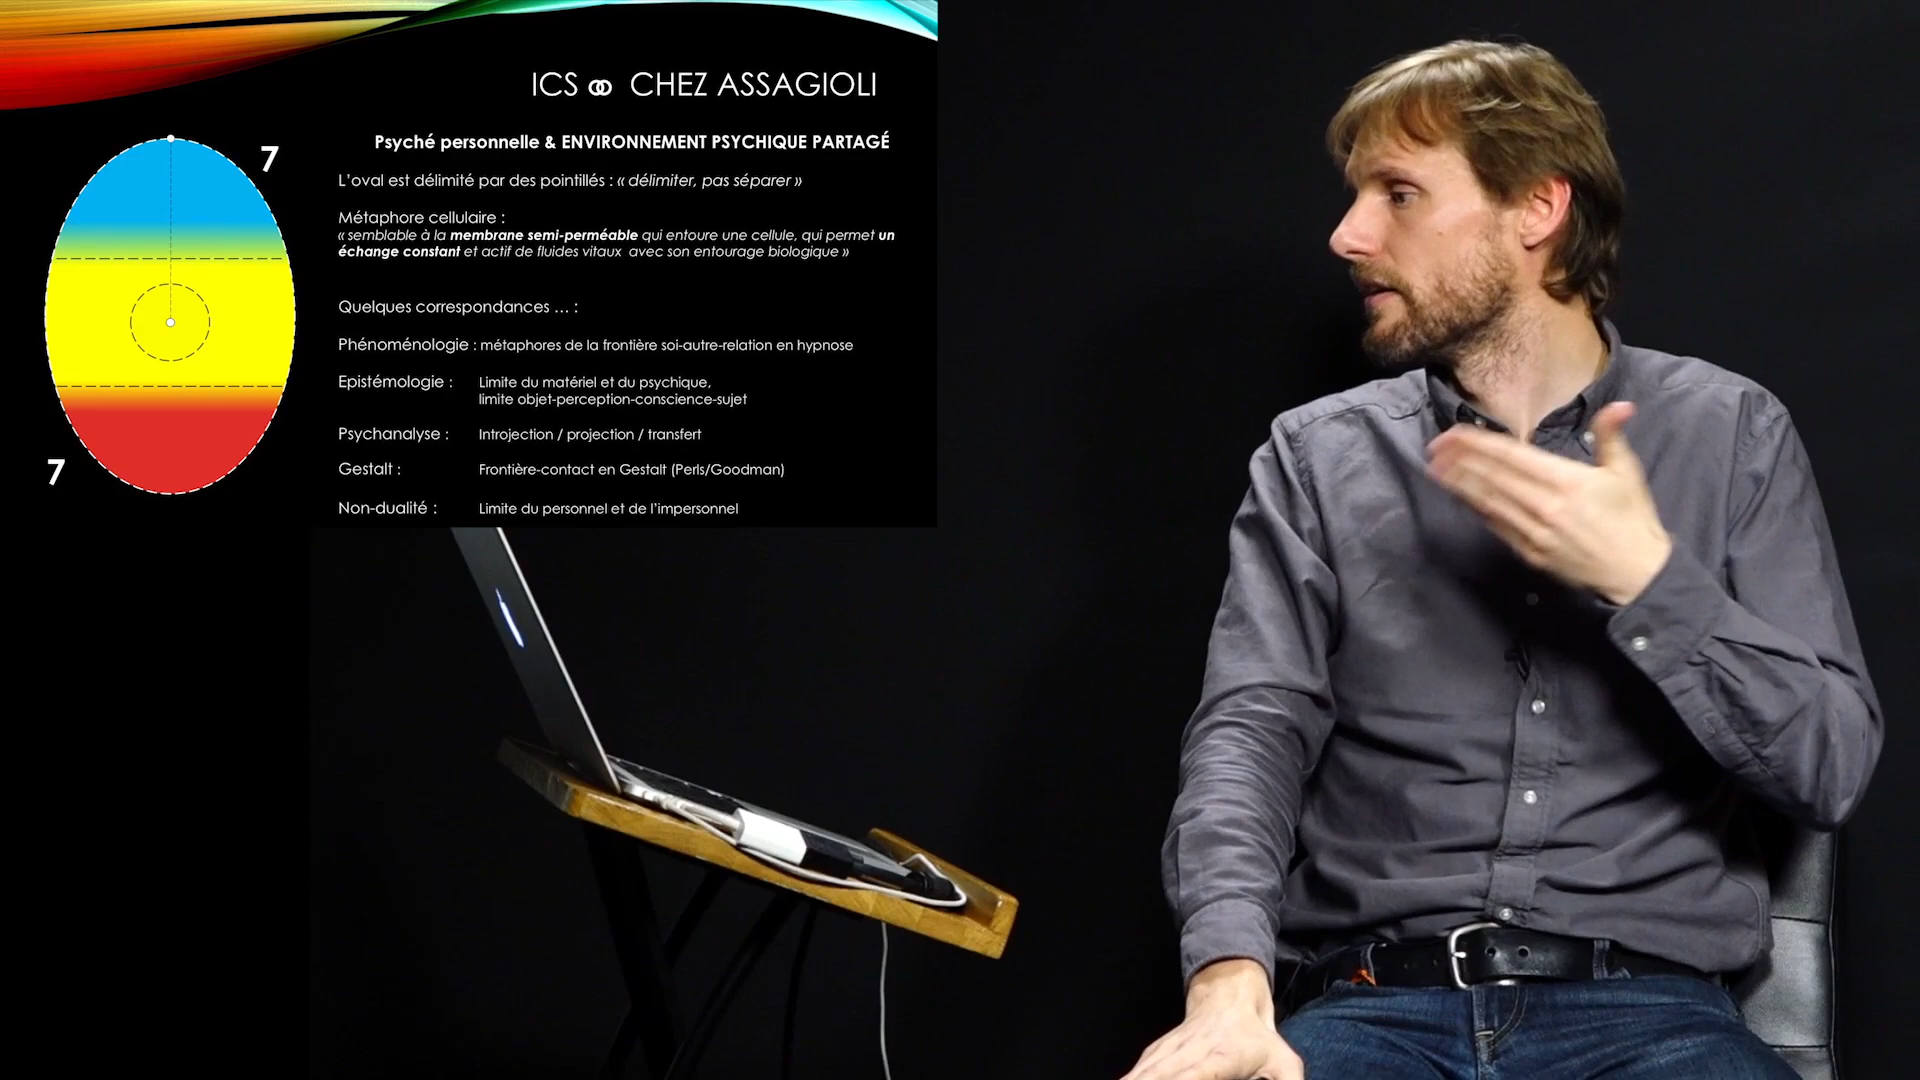 ICS CHEZ ASSAGIOLI
7
Psyché personnelle & ENVIRONNEMENT PSYCHIQUE PARTAGÉ
L'oval est délimité par des pointillés : « délimiter, pas séparer »
Métaphore cellulaire :
« semblable à la membrane semi-perméable qui entoure une cellule, qui permet un
échange constant et actif de fluides vitaux avec son entourage biologique »
Quelques correspondances ... :
Phénoménologie : métaphores de la frontière soi-autre-relation en hypnose
Epistémologie : Limite du matériel et du psychique,
limite objet-perception-conscience-sujet
Psychanalyse : Introjection / projection / transfert
Gestalt : Frontière-contact en Gestalt (Perls/Goodman)
7
Non-dualité : Limite du personnel et de l'impersonnel